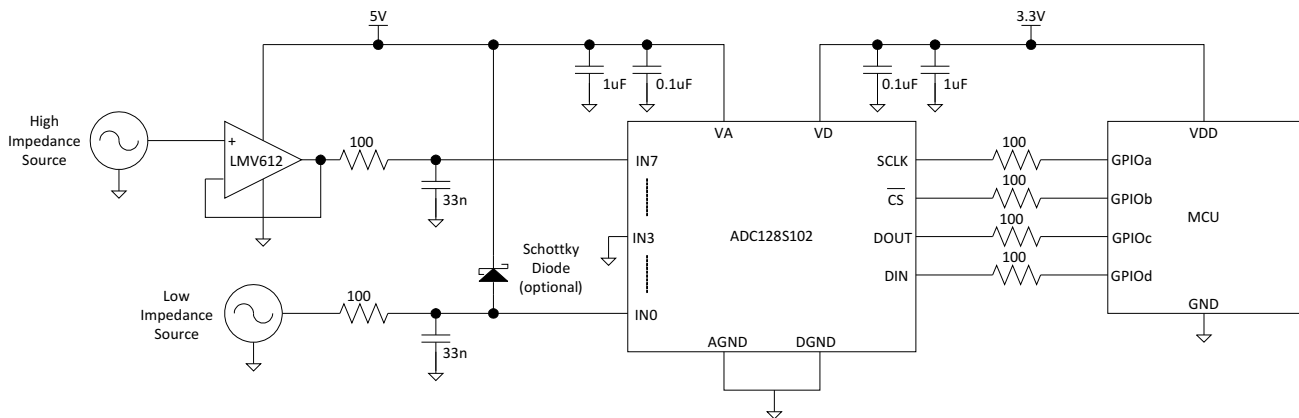 5V
3.3V
1uF
0.1uF
0.1uF
1uF
High
Impedance
Source
+
LMV612
-
100
33n
VA
VD
IN7
IN3
IN0
ADC128S102
SCLK
CS
DOUT
DIN
AGND
DGND
100
100
100
100
VDD
GPIOa
GPIOb
GPIOc
GPIOd
MCU
GND
Schottky
Diode
(optional)
Low
Impedance
Source
100
33n